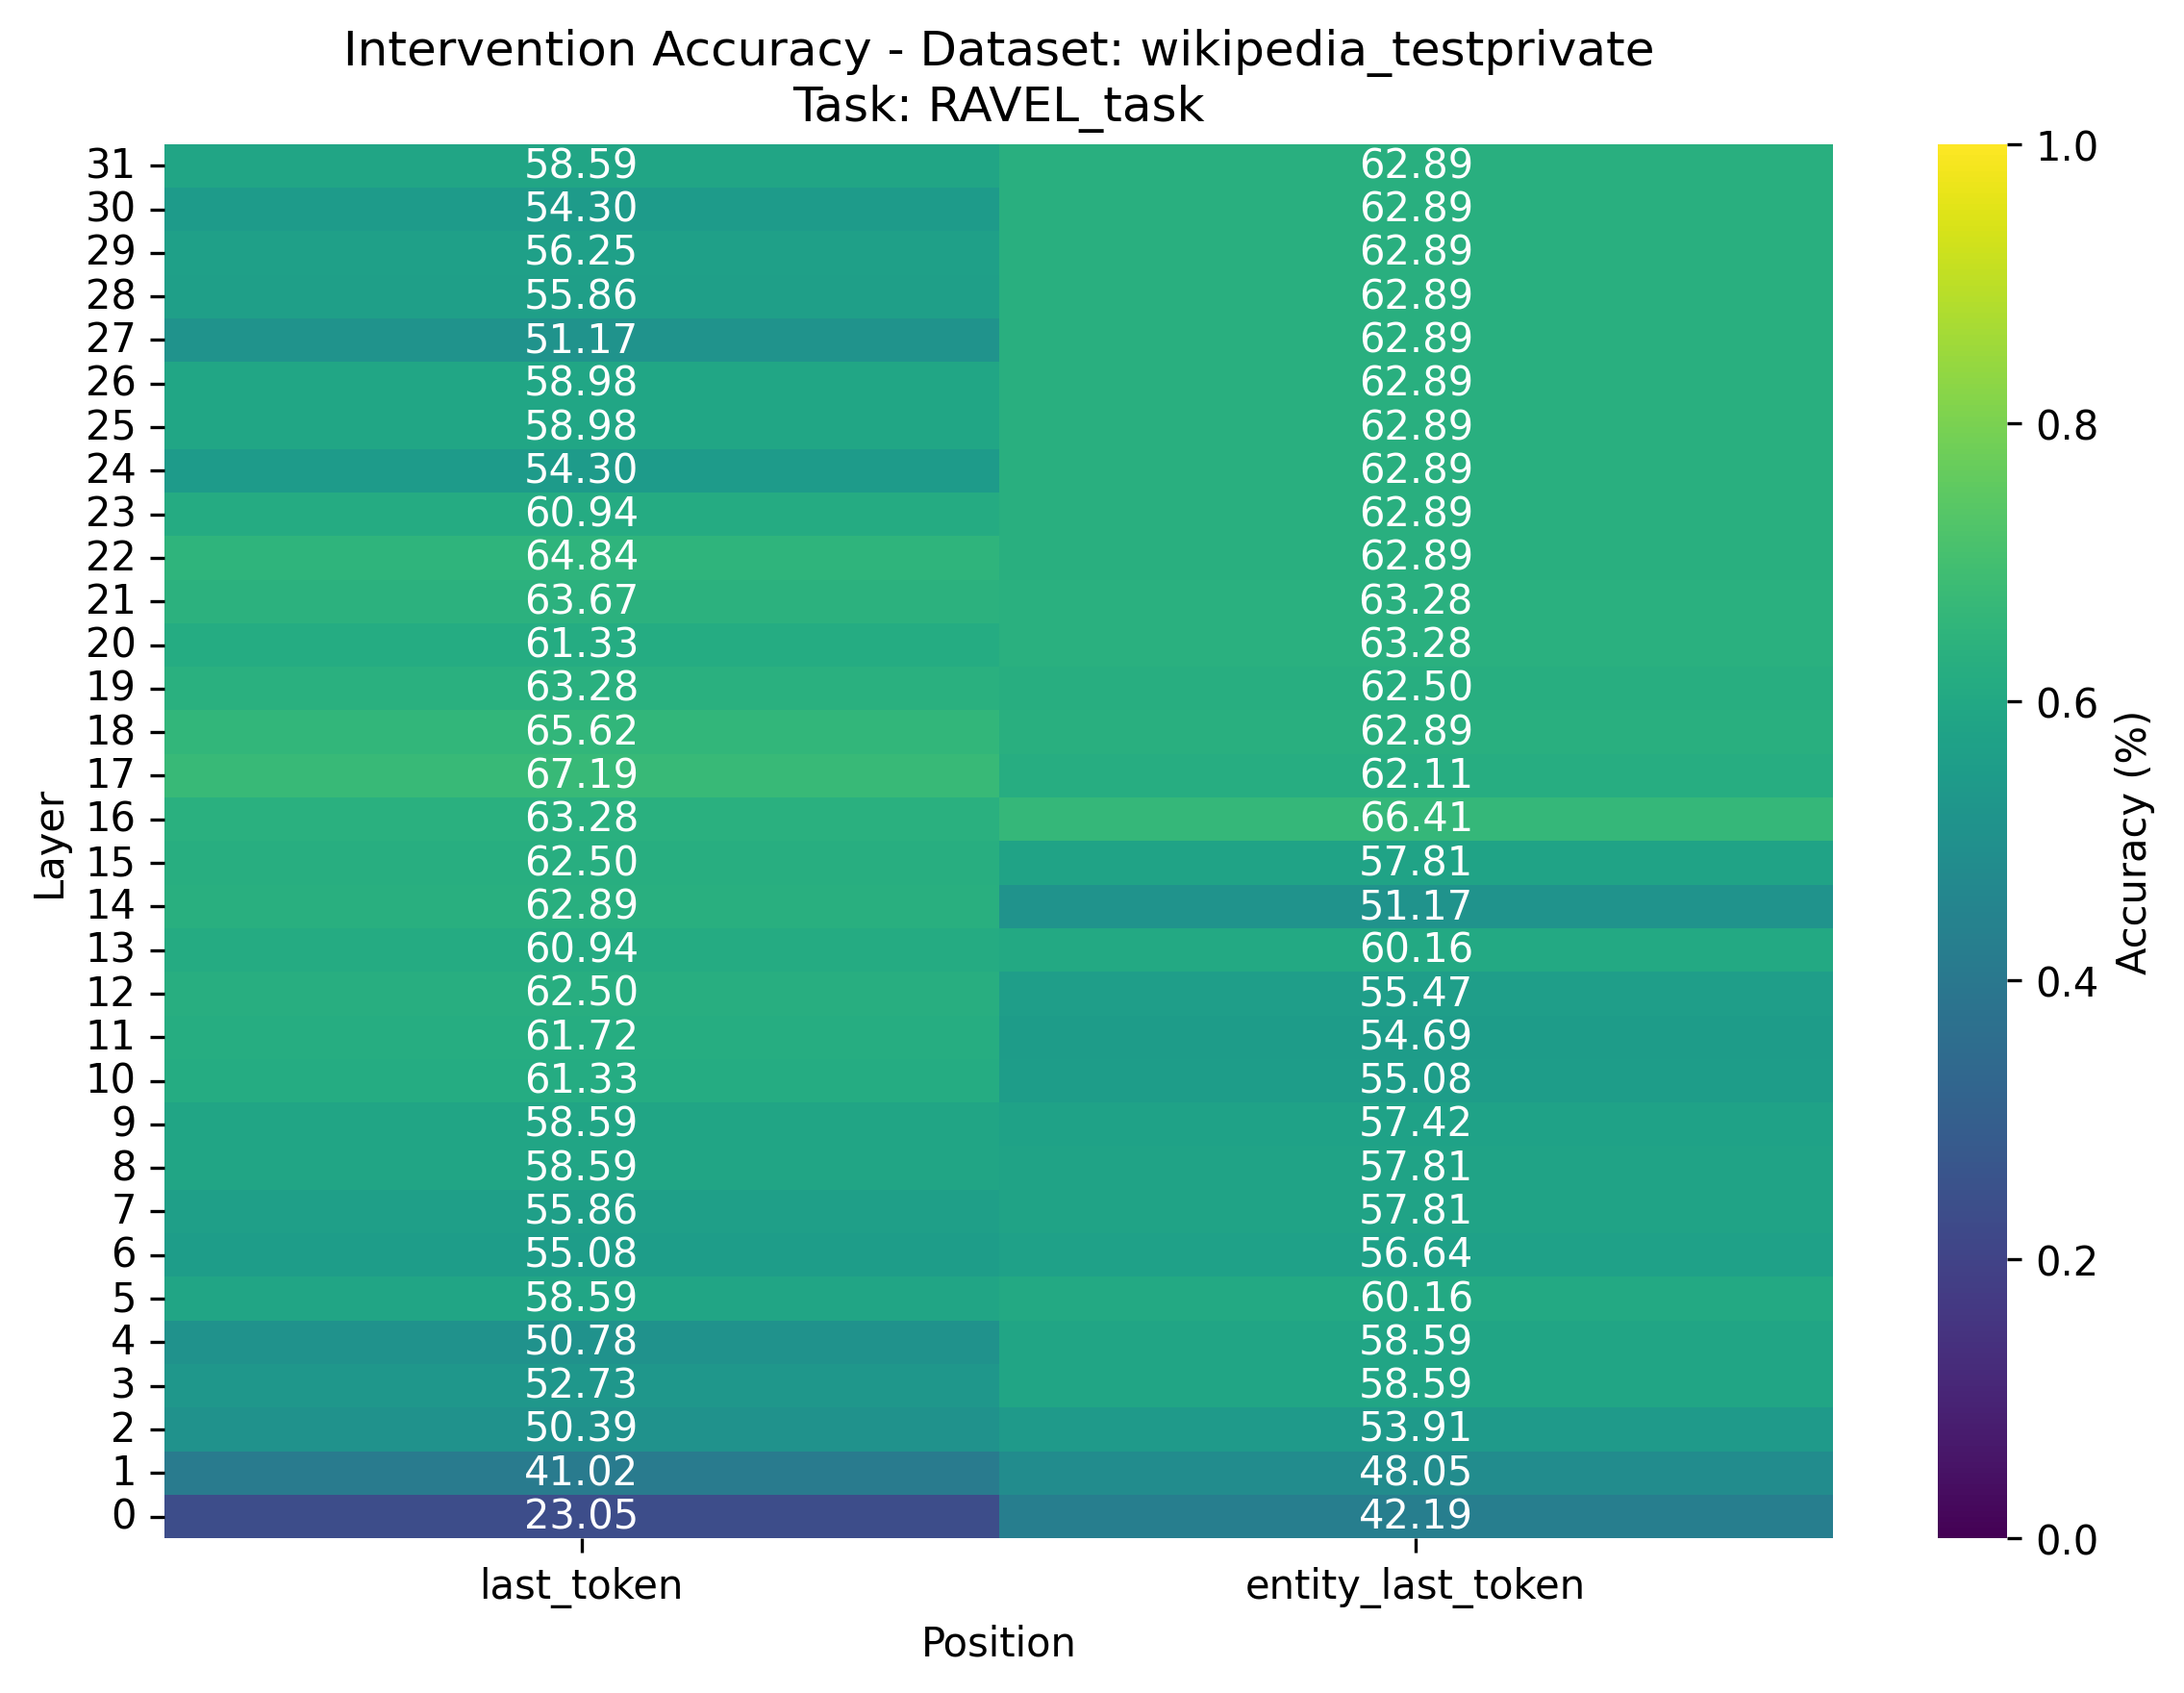 Intervention Accuracy - Dataset: wikipedia_testprivate
Task: RAVEL_task
31 58.59 62.89 1.0
30 54.30 62.89
29 56.25 62.89
28 55.86 62.89
27 51.17 62.89
26 58.98 62.89
25 58.98 62.89 0.8
24 54.30 62.89
23 60.94 62.89
22 64.84 62.89
21 63.67 63.28
20 61.33 63.28
19 63.28 62.50 0.6
18 65.62 62.89
17 67.19 62.11
16 63.28 66.41
15 62.50 57.81
14 62.89 51.17
13 60.94 60.16
12 62.50 55.47 0.4
11 61.72 54.69
10 61.33 55.08
9 58.59 57.42
8 58.59 57.81
7 55.86 57.81
6 55.08 56.64 0.2
5 58.59 60.16
4 50.78 58.59
3 52.73 58.59
2 50.39 53.91
1 41.02 48.05
0 23.05 42.19 0.0
Layer
Accuracy (%)
last_token entity_last_token
Position